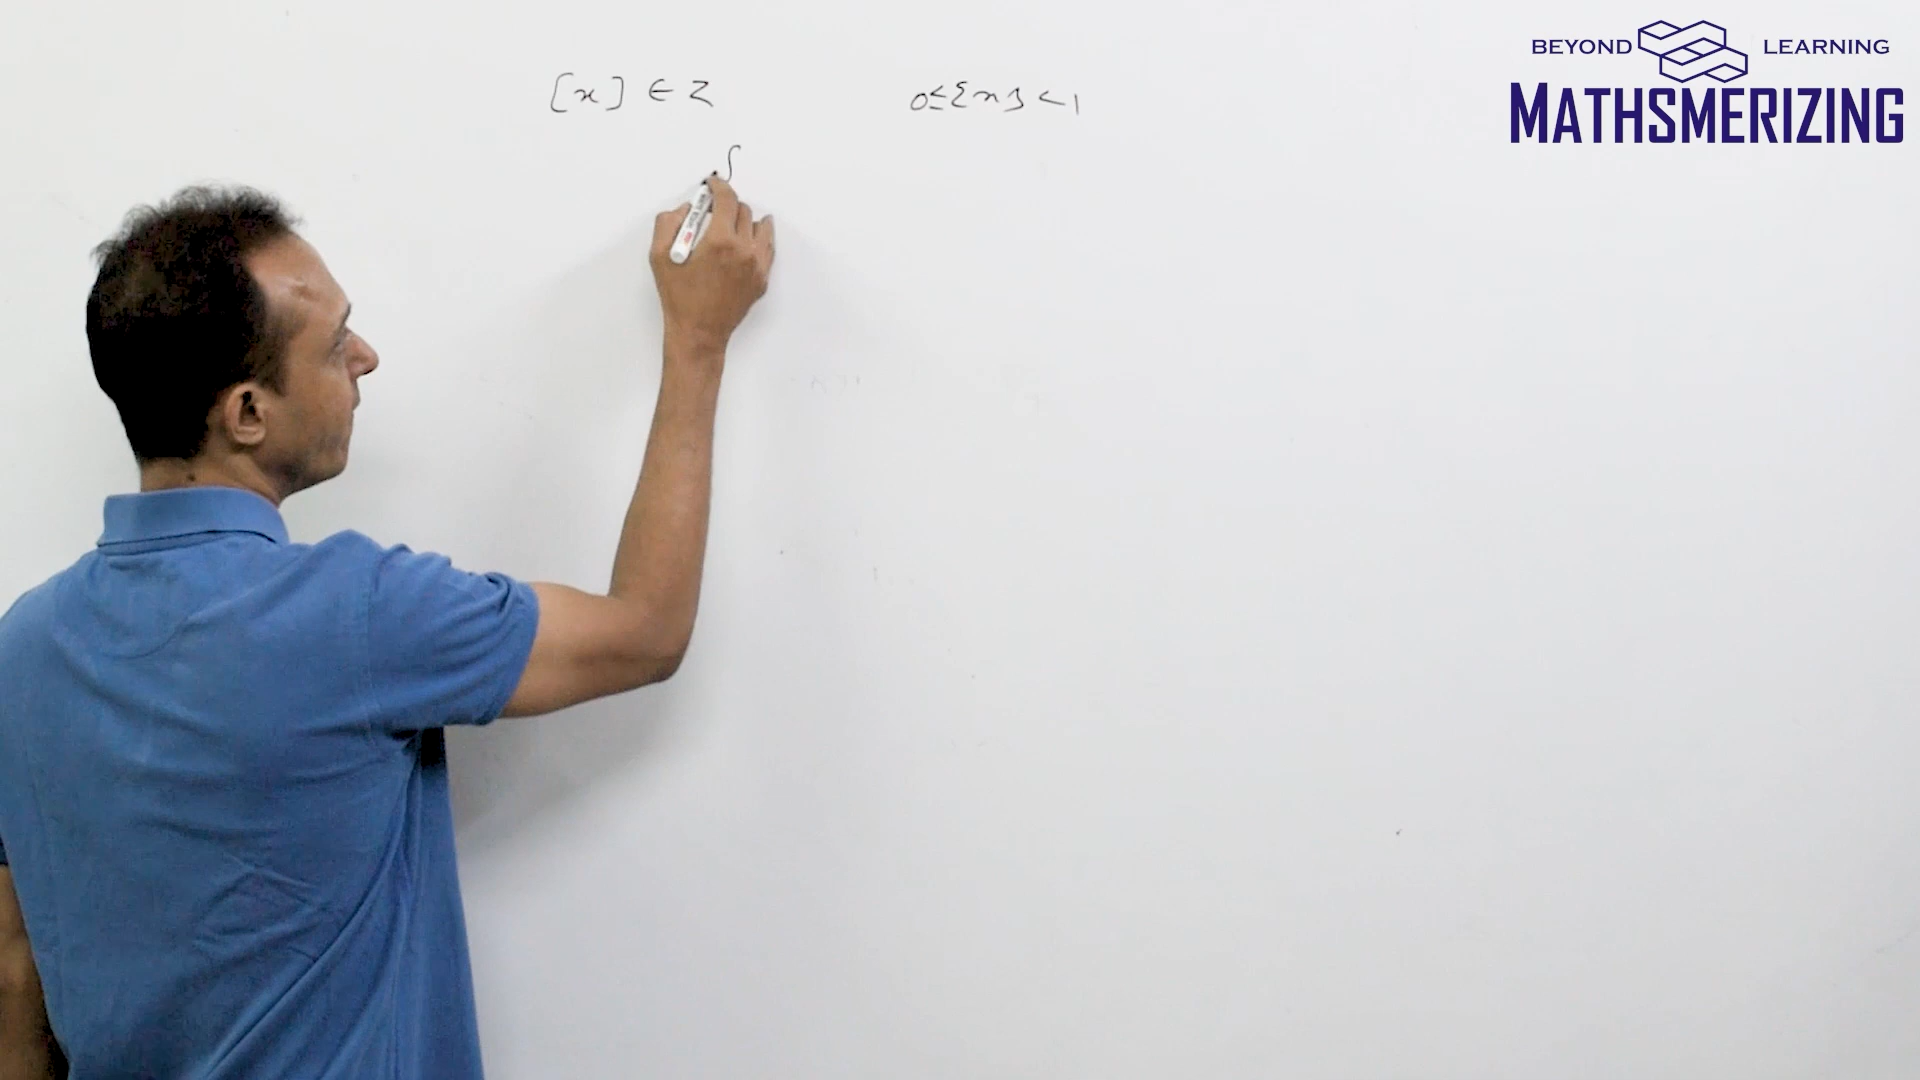 [x] ∈ Z 0≤{x}<1
∫
BEYOND LEARNING
MATHSMERIZING